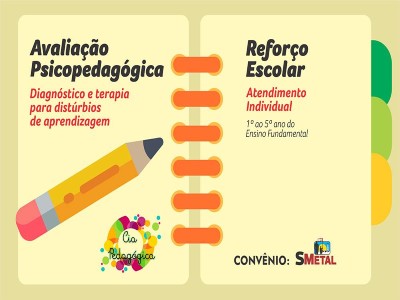 Avaliação
Psicopedagógica
Diagnóstico e terapia
para distúrbios
de aprendizagem
Cia
Pedagógica
Reforço
Escolar
Atendimento
Individual
1º ao 5º ano do
Ensino Fundamental
CONVÊNIO: SMETAL